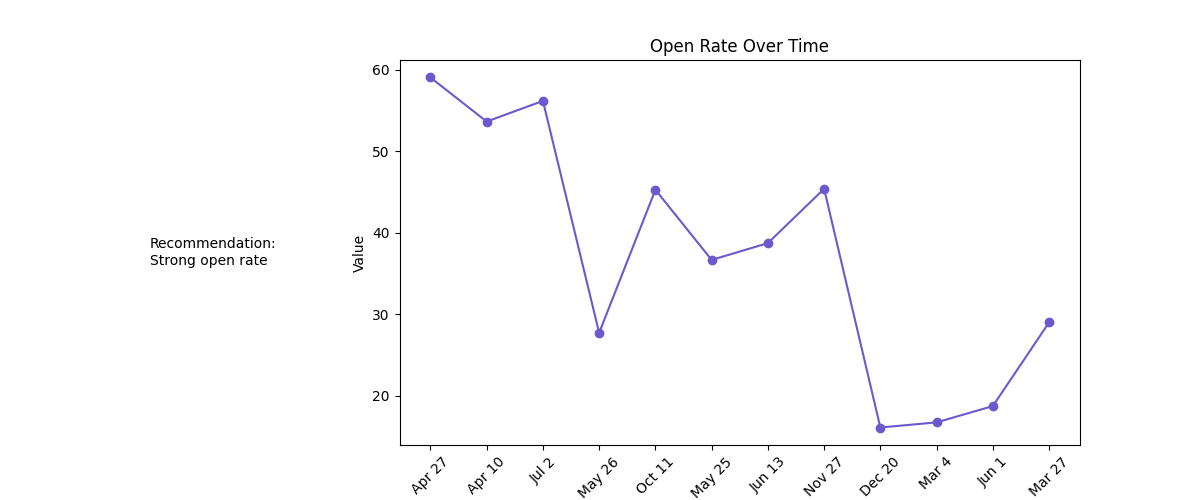 Open Rate Over Time
Recommendation:
Strong open rate
Value
60
50
40
30
20
Apr 27
Apr 10
Jul 2
May 26
Oct 11
May 25
Jun 13
Nov 27
Dec 20
Mar 4
Jun 1
Mar 27